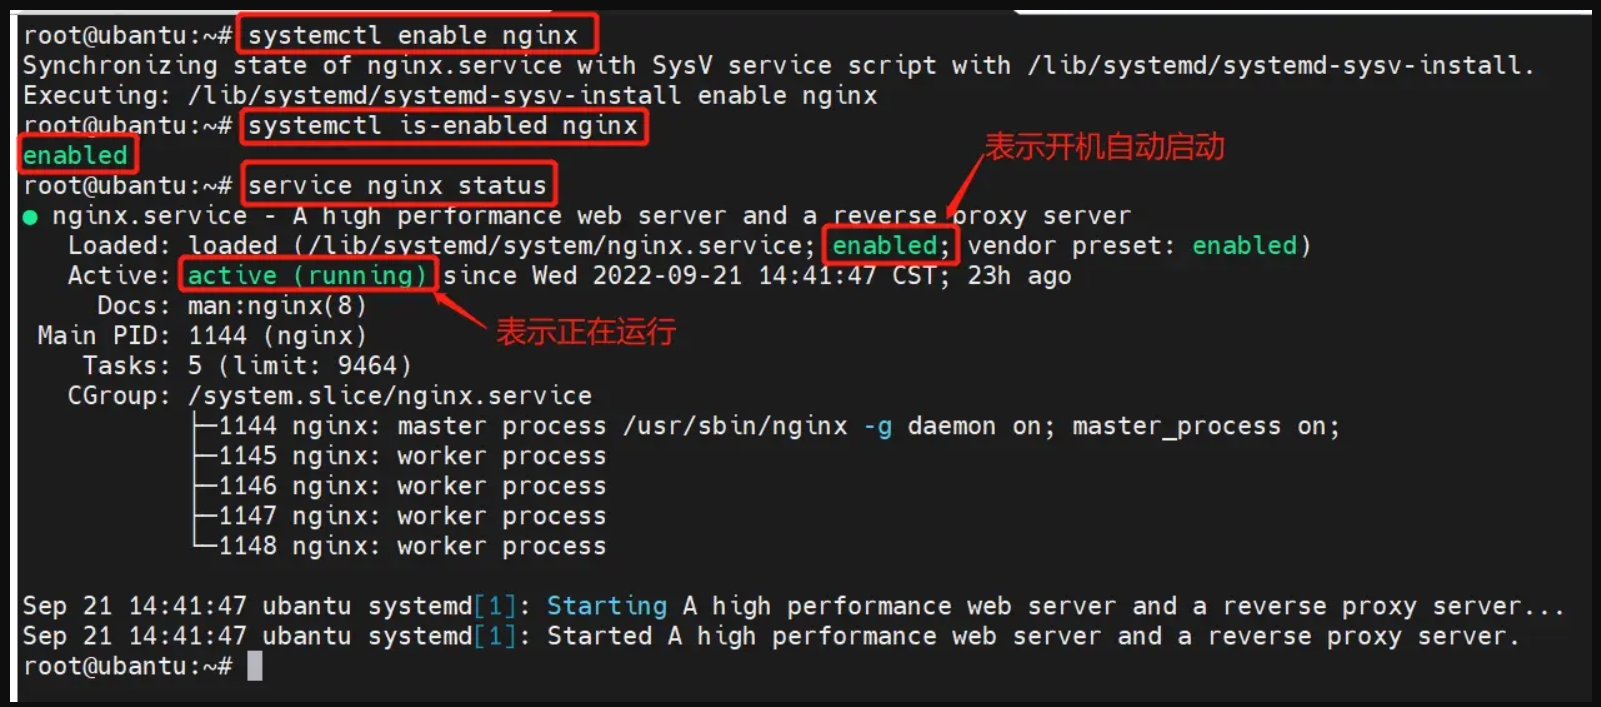 root@ubantu:~# systemctl enable nginx
Synchronizing state of nginx.service with SysV service script with /lib/systemd/systemd-sysv-install.
Executing: /lib/systemd/systemd-sysv-install enable nginx
root@ubantu:~# systemctl is-enabled nginx
enabled
表示开机自动启动
root@ubantu:~# service nginx status
● nginx.service - A high performance web server and a reverse proxy server
   Loaded: loaded (/lib/systemd/system/nginx.service; enabled; vendor preset: enabled)
   Active: active (running) since Wed 2022-09-21 14:41:47 CST; 23h ago
     Docs: man:nginx(8)
 Main PID: 1144 (nginx)
表示正在运行
    Tasks: 5 (limit: 9464)
   CGroup: /system.slice/nginx.service
           ├─1144 nginx: master process /usr/sbin/nginx -g daemon on; master_process on;
           ├─1145 nginx: worker process
           ├─1146 nginx: worker process
           ├─1147 nginx: worker process
           └─1148 nginx: worker process
Sep 21 14:41:47 ubantu systemd[1]: Starting A high performance web server and a reverse proxy server...
Sep 21 14:41:47 ubantu systemd[1]: Started A high performance web server and a reverse proxy server.
root@ubantu:~#